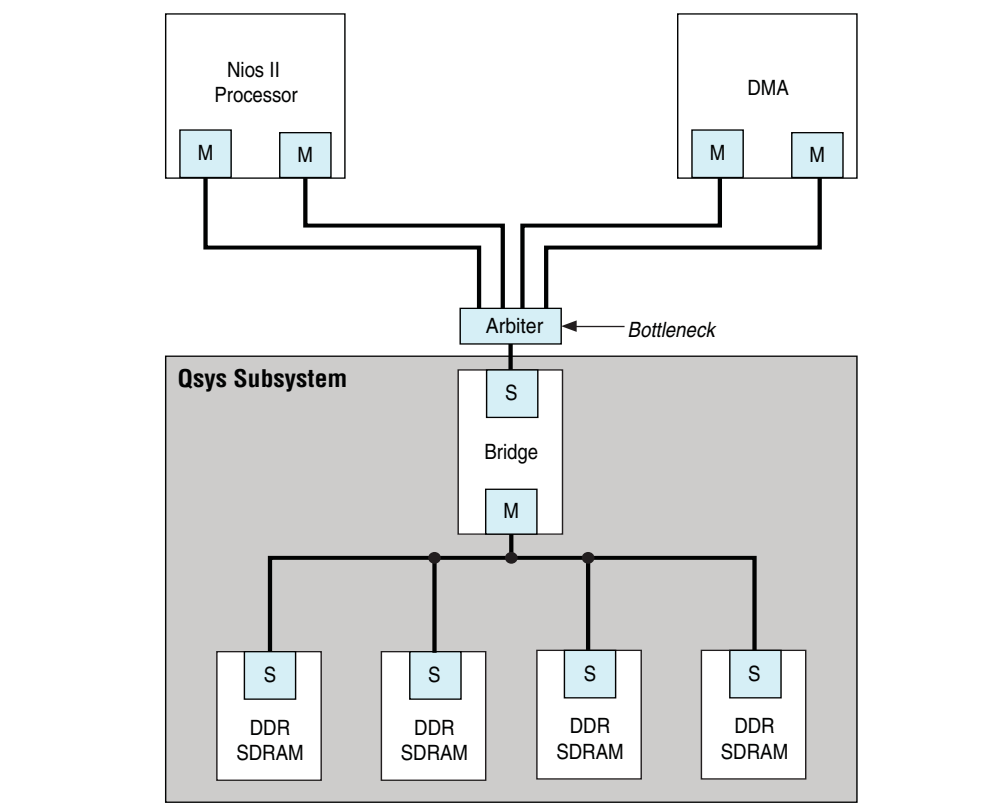 Nios II
Processor
DMA
M
M
M
M
Arbiter
Bottleneck
Qsys Subsystem
S
Bridge
M
S
S
S
S
DDR
SDRAM
DDR
SDRAM
DDR
SDRAM
DDR
SDRAM